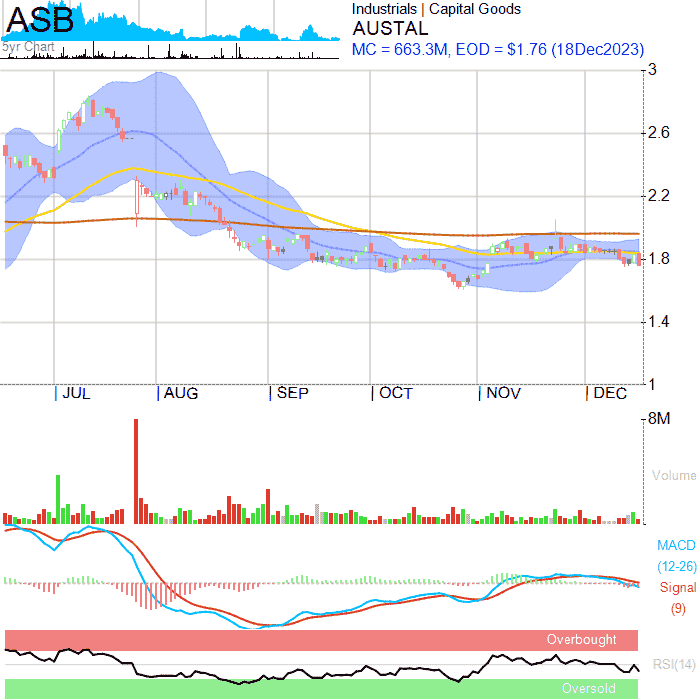 ASB
5yr Chart
Industrials | Capital Goods
AUSTAL
MC = 663.3M, EOD = $1.76 (18Dec2023)
3
2.6
2.2
1.8
1.4
1
JUL AUG SEP OCT NOV DEC
8M
Volume
MACD
(12-26)
Signal
(9)
Overbought
RSI(14)
Oversold